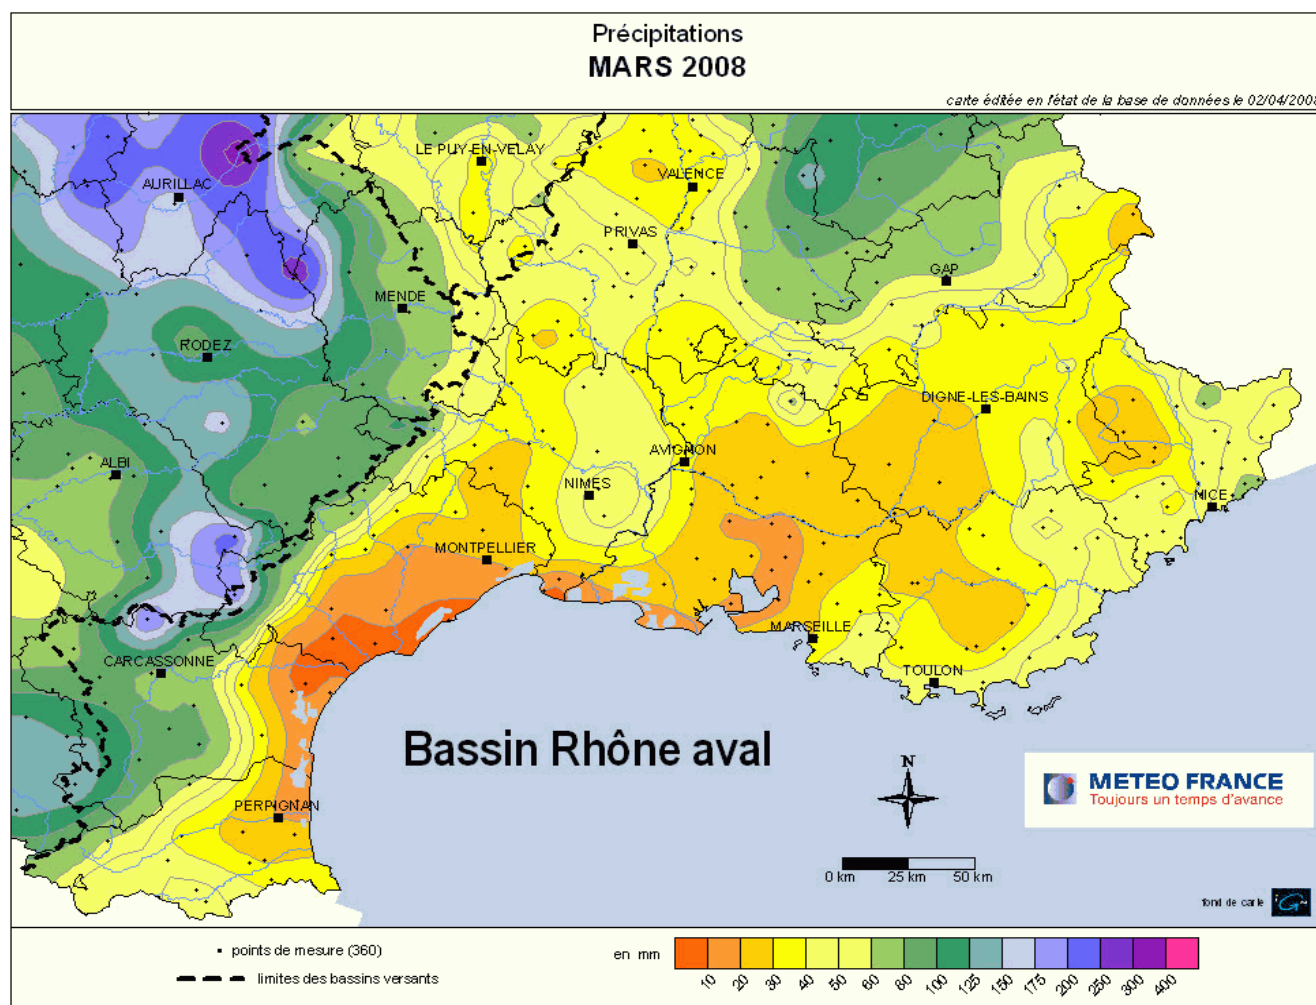 Précipitations
MARS 2008
carte éditée en l'état de la base de données le 02/04/2008
LE PUY-EN-VELAY
AURILLAC
VALENCE
PRIVAS
GAP
MENDE
RODEZ
DIGNE-LES-BAINS
AVIGNON
ALBI
NIMES
NICE
MONTPELLIER
MARSEILLE
CARCASSONNE
TOULON
Bassin Rhône aval
N
METEO FRANCE
Toujours un temps d'avance
PERPIGNAN
0 km 25 km 50 km
fond de carte
points de mesure (360)
limites des bassins versants
en mm
10 20 30 40 50 60 80 100 125 150 175 200 250 300 400